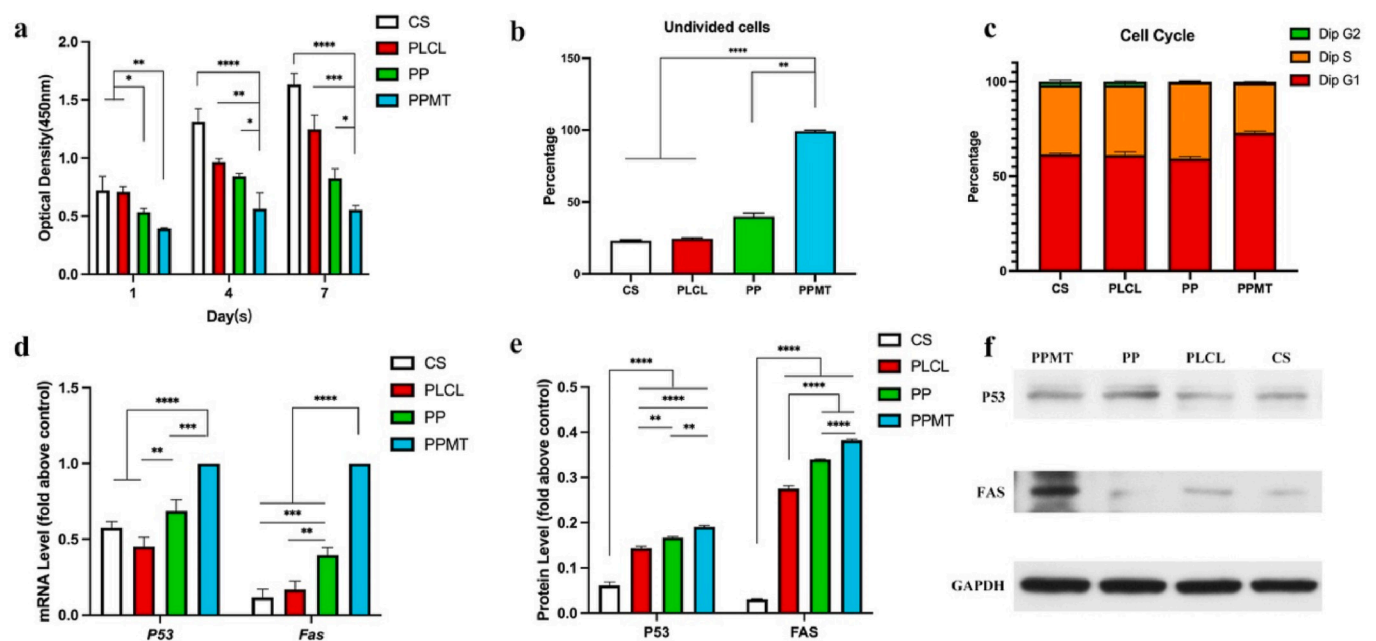 a
CS
PLCL
PP
PPMT
Optical Density(450nm)
2.0
1.5
1.0
0.5
0.0
** * **** ** * **** *** *
1 4 7
Day(s)
b
Undivided cells
Percentage
150
100
50
0
****
**
CS PLCL PP PPMT
c
Cell Cycle
Dip G2
Dip S
Dip G1
Percentage
100
50
0
CS PLCL PP PPMT
d
CS
PLCL
PP
PPMT
mRNA Level (fold above control)
1.5
1.0
0.5
0.0
**** *** ** **** *** **
P53 Fas
e
CS
PLCL
PP
PPMT
Protein Level (fold above control)
0.5
0.4
0.3
0.2
0.1
0.0
**** **** ** ** **** **** ****
P53 FAS
f
PPMT PP PLCL CS
P53
FAS
GAPDH